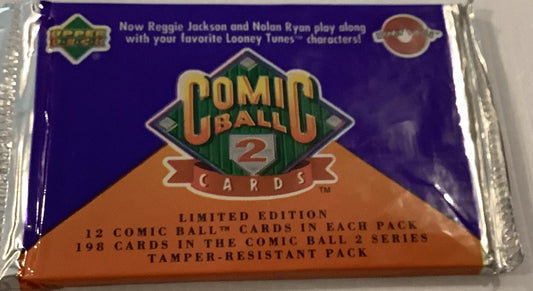 Now Reggie Jackson and Nolan Ryan play along
with your favorite Looney Tunes™ characters!
UPPER
DECK
COMIC
BALL
2
CARDS
TM
LIMITED EDITION
12 COMIC BALL™ CARDS IN EACH PACK
198 CARDS IN THE COMIC BALL 2 SERIES
TAMPER-RESISTANT PACK